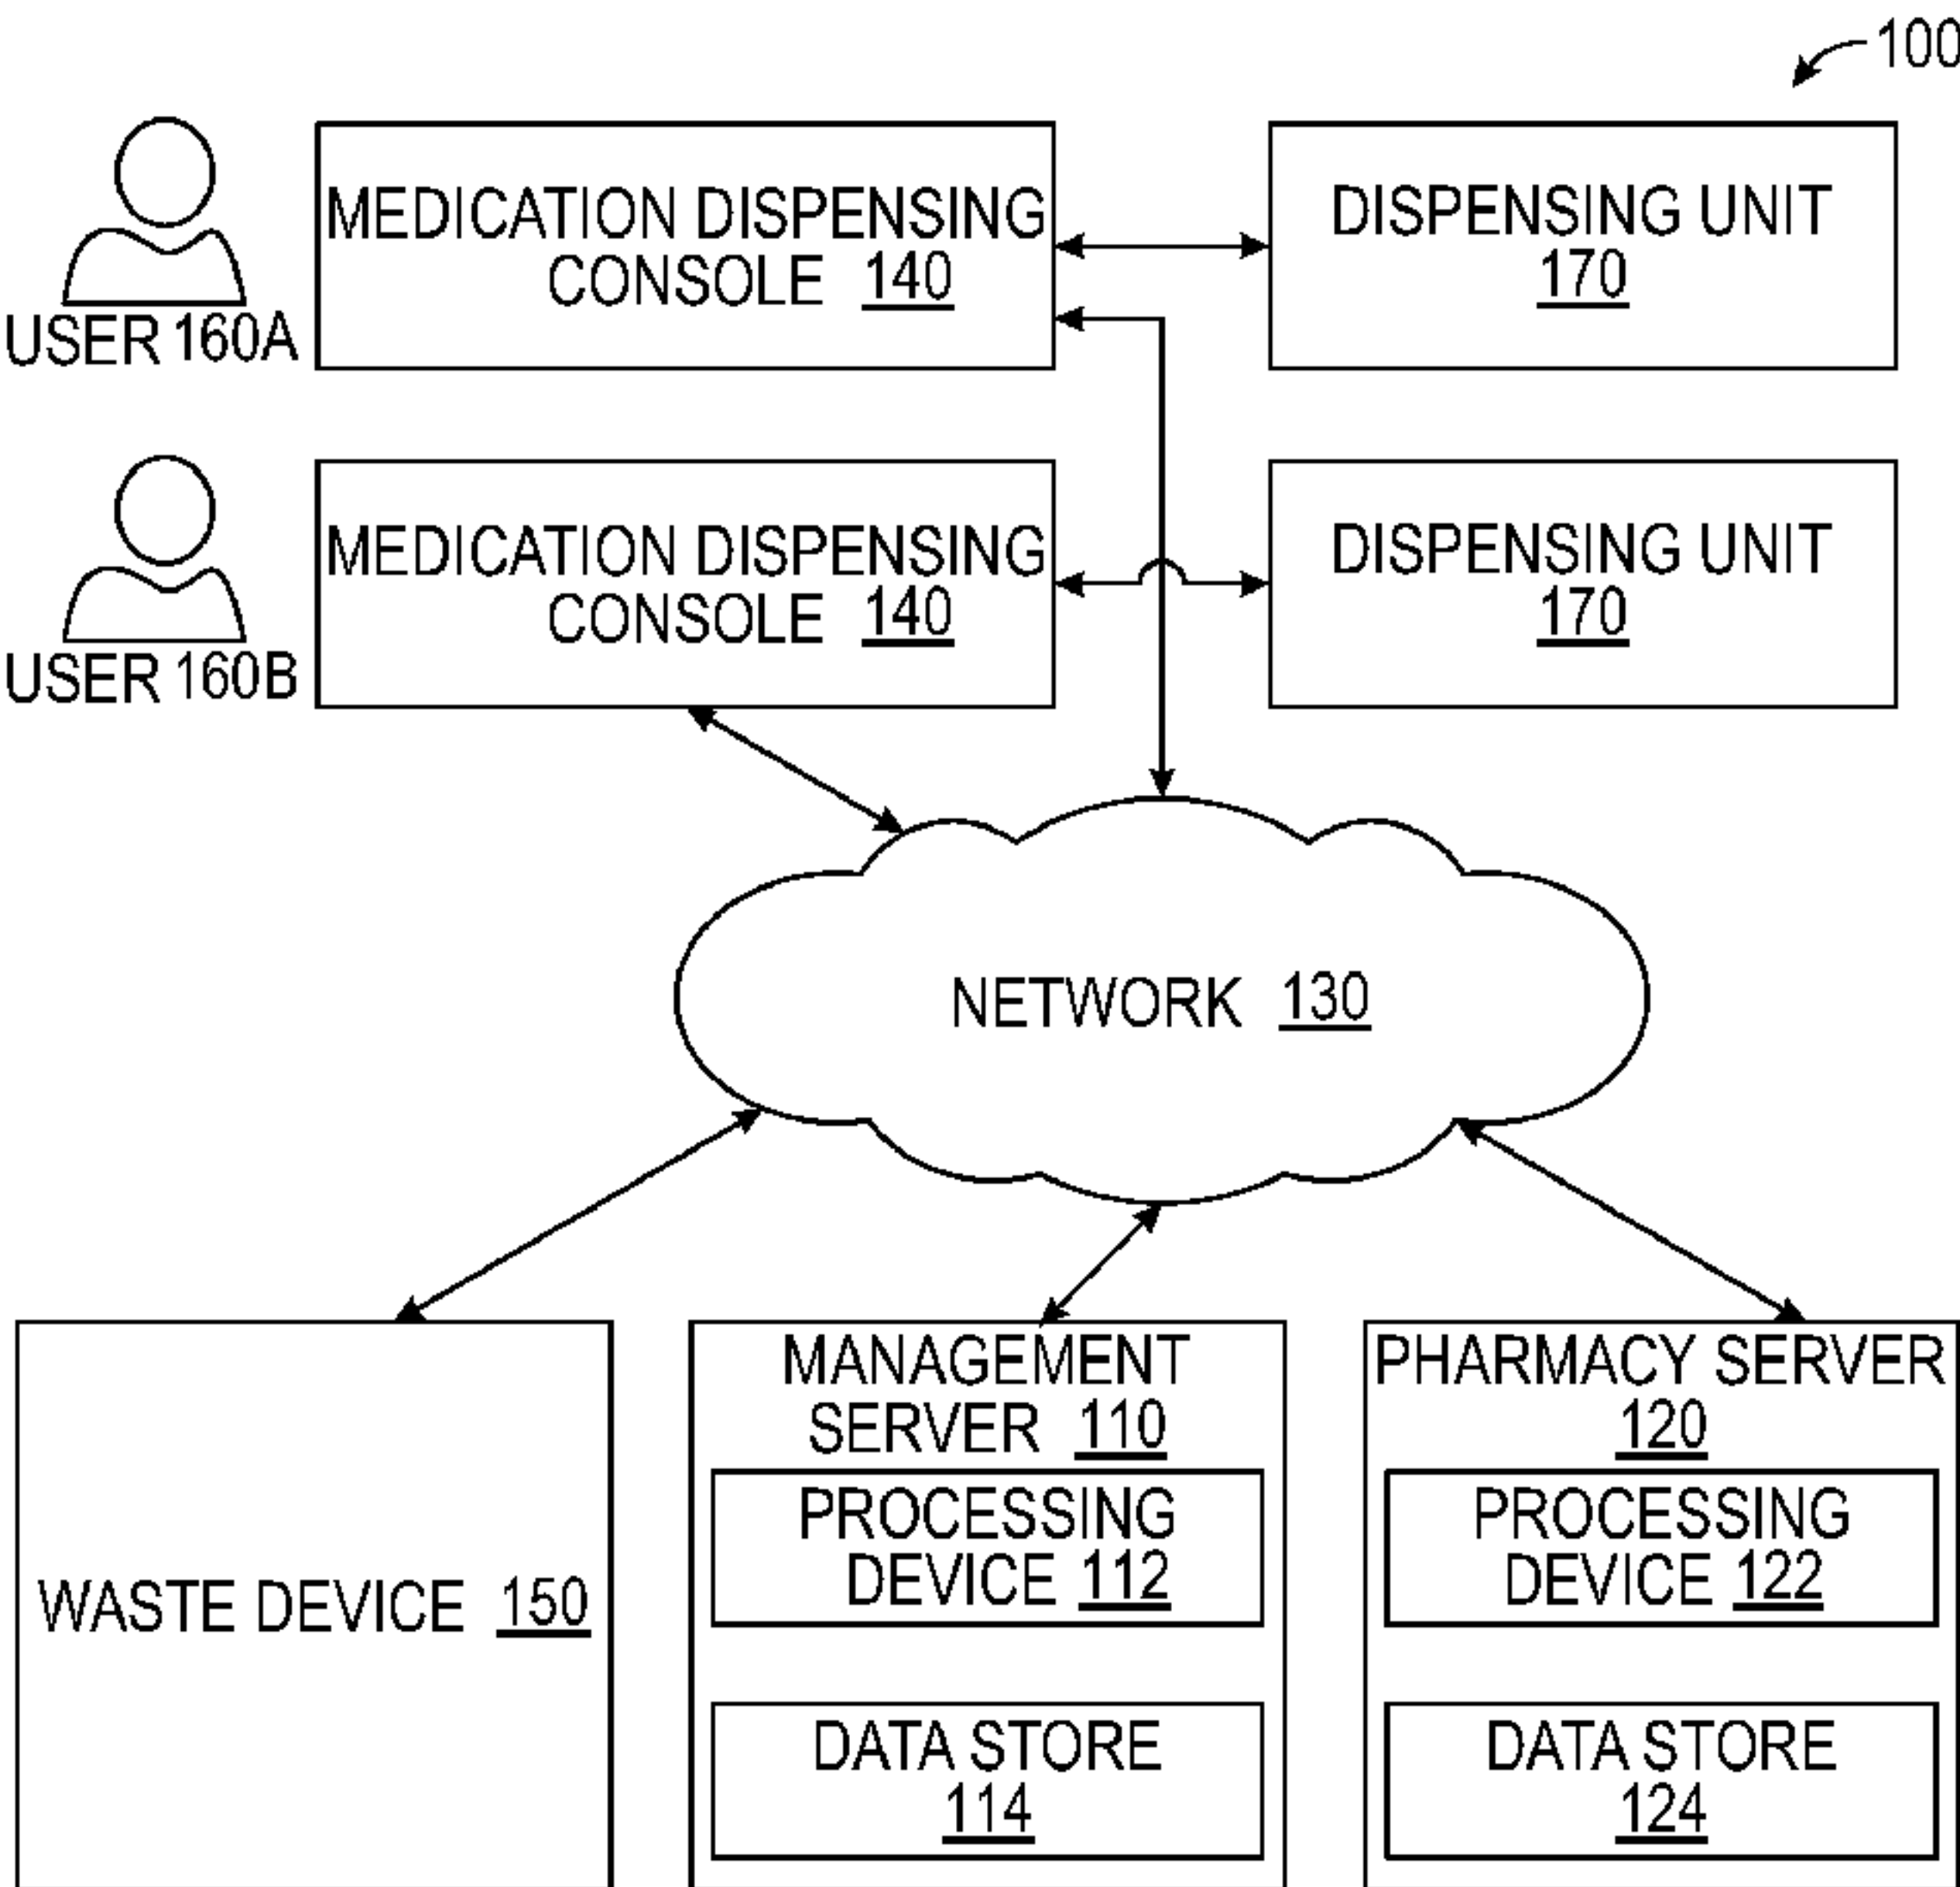 100
MEDICATION DISPENSING
CONSOLE 140
DISPENSING UNIT
170
USER 160A
MEDICATION DISPENSING
CONSOLE 140
DISPENSING UNIT
170
USER 160B
NETWORK 130
WASTE DEVICE 150
MANAGEMENT
SERVER 110
PROCESSING
DEVICE 112
DATA STORE
114
PHARMACY SERVER
120
PROCESSING
DEVICE 122
DATA STORE
124